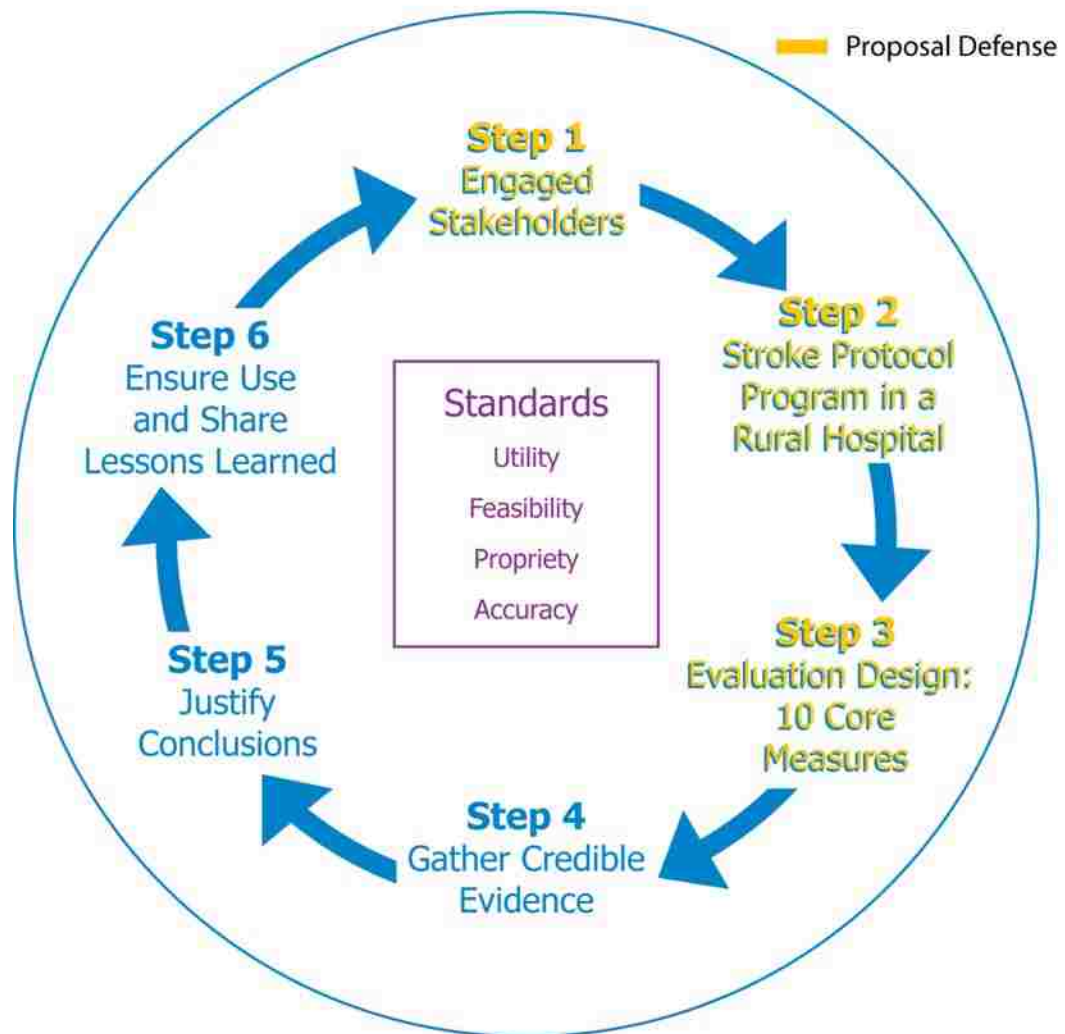 Proposal Defense
Step 1
Engaged
Stakeholders
Step 2
Stroke Protocol
Program in a
Rural Hospital
Step 3
Evaluation Design:
10 Core
Measures
Step 4
Gather Credible
Evidence
Step 5
Justify
Conclusions
Step 6
Ensure Use
and Share
Lessons Learned
Standards
Utility
Feasibility
Propriety
Accuracy